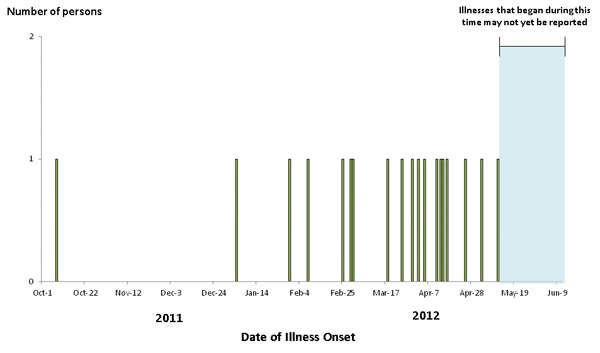 Number of persons
Illnesses that began during this
time may not yet be reported
2
1
0
Oct-1 Oct-22 Nov-12 Dec-3 Dec-24 Jan-14 Feb-4 Feb-25 Mar-17 Apr-7 Apr-28 May-19 Jun-9
2011 2012
Date of Illness Onset